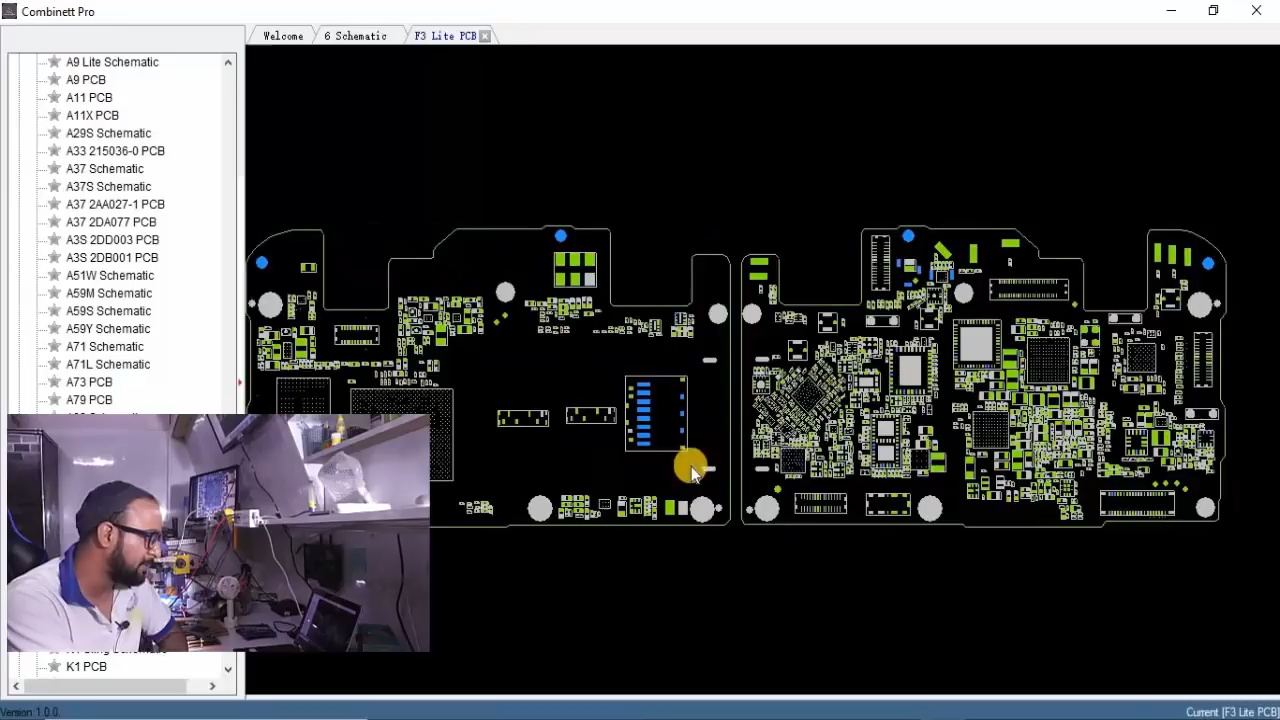 Combinett Pro
Welcome
6 Schematic
F3 Lite PCB
A9 Lite Schematic
A9 PCB
A11 PCB
A11X PCB
A29S Schematic
A33 215036-0 PCB
A37 Schematic
A37S Schematic
A37 2AA027-1 PCB
A37 2DA077 PCB
A3S 2DD003 PCB
A3S 2DB001 PCB
A51W Schematic
A59M Schematic
A59S Schematic
A59Y Schematic
A71 Schematic
A71L Schematic
A73 PCB
A79 PCB
K1 PCB
Version 1.0.0.
Current [F3 Lite PCB]